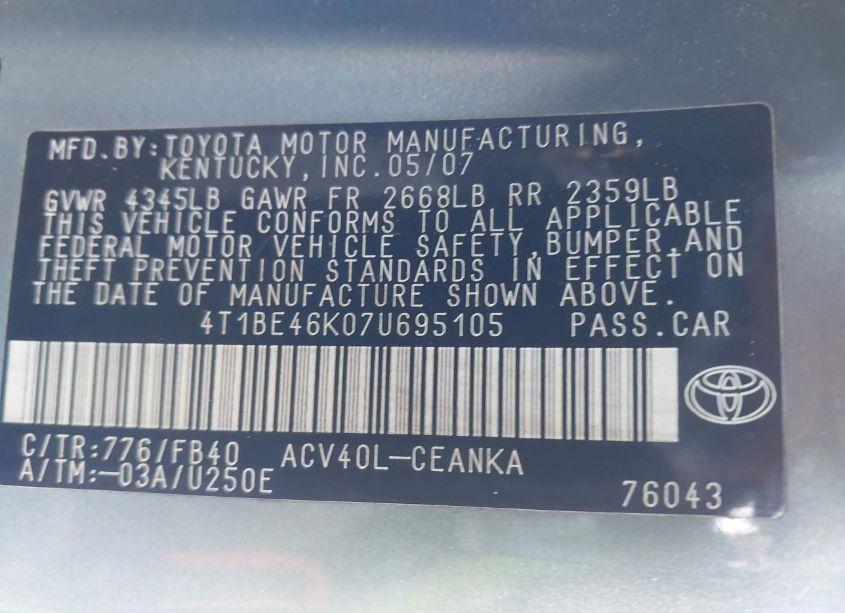 MFD.BY:TOYOTA MOTOR MANUFACTURING,
KENTUCKY,INC.05/07
GVWR 4345LB GAWR FR 2668LB RR 2359LB
THIS VEHICLE CONFORMS TO ALL APPLICABLE
FEDERAL MOTOR VEHICLE SAFETY,BUMPER,AND
THEFT PREVENTION STANDARDS IN EFFECT ON
THE DATE OF MANUFACTURE SHOWN ABOVE.
4T1BE46K07U695105 PASS.CAR
C/TR:776/FB40 ACV40L-CEANKA
A/TM:-03A/U250E
76043